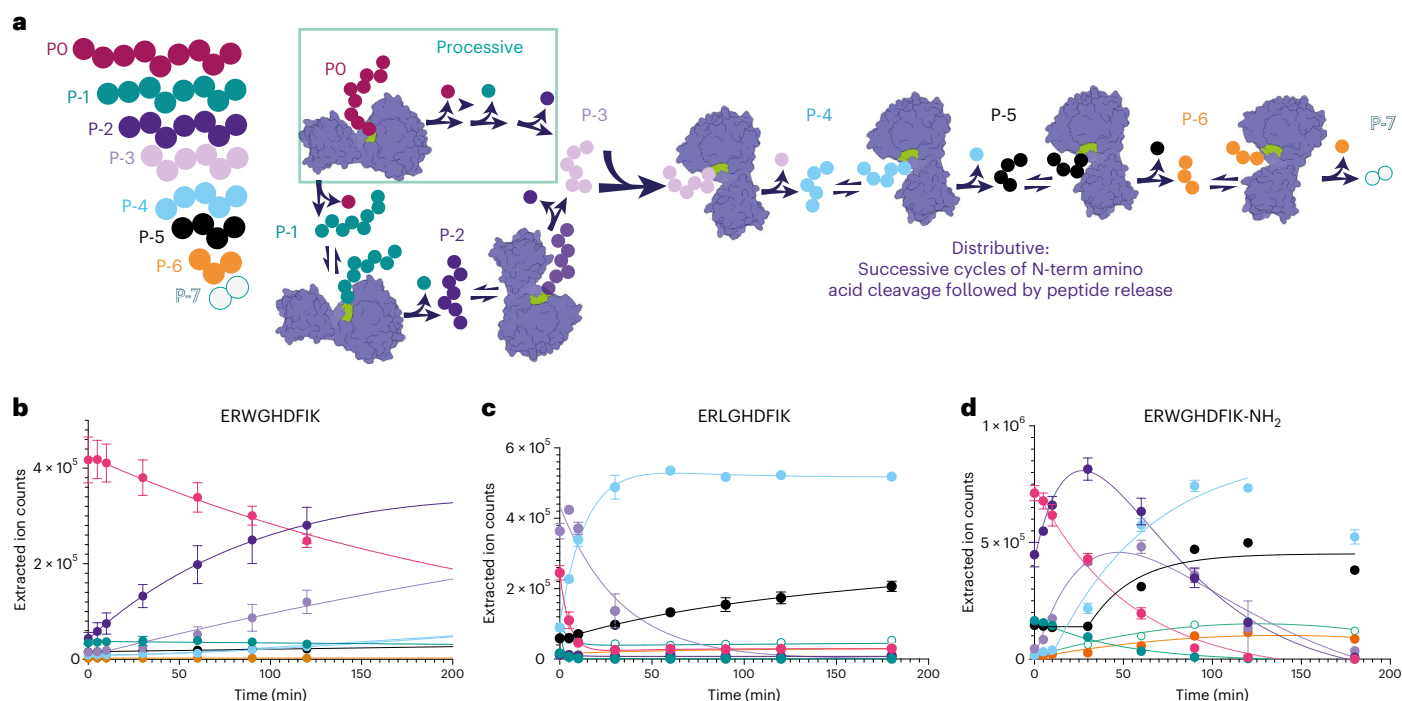 a
P0
P-1
P-2
P-3
P-4
P-5
P-6
P-7
Processive
P0
P-1
P-2
P-3
P-4
P-5
P-6
P-7
Distributive:
Successive cycles of N-term amino
acid cleavage followed by peptide release
b
ERWGHDFIK
Extracted ion counts
4 × 10⁵
2 × 10⁵
0
0 50 100 150 200
Time (min)
c
ERLGHDFIK
Extracted ion counts
6 × 10⁵
4 × 10⁵
2 × 10⁵
0
0 50 100 150 200
Time (min)
d
ERWGHDFIK-NH₂
Extracted ion counts
1 × 10⁶
5 × 10⁵
0
0 50 100 150 200
Time (min)